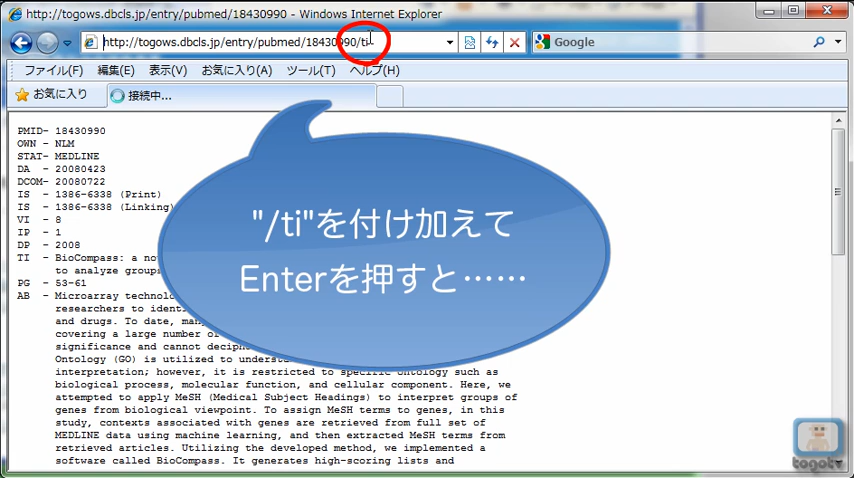 http://togows.dbcls.jp/entry/pubmed/18430990 - Windows Internet Explorer
http://togows.dbcls.jp/entry/pubmed/18430990/ti
Google
ファイル(F) 編集(E) 表示(V) お気に入り(A) ツール(T) ヘルプ(H)
お気に入り 接続中...
PMID- 18430990
OWN - NLM
STAT- MEDLINE
DA - 20080423
DCOM- 20080722
IS - 1386-6338 (Print)
IS - 1386-6338 (Linking)
VI - 8
IP - 1
DP - 2008
TI - BioCompass: a
to analyze
PG - 53-61
AB - Microarray
researchers to
and drugs. To date,
covering a large number of
significance and cannot
Ontology (GO) is utilized to
interpretation; however, it is restricted to specific ontology such as
biological process, molecular function, and cellular component. Here, we
attempted to apply MeSH (Medical Subject Headings) to interpret groups of
genes from biological viewpoint. To assign MeSH terms to genes, in this
study, contexts associated with genes are retrieved from full set of
MEDLINE data using machine learning, and then extracted MeSH terms from
retrieved articles. Utilizing the developed method, we implemented a
software called BioCompass. It generates high-scoring lists and
"/ti"を付け加えて
Enterを押すと……
togotv